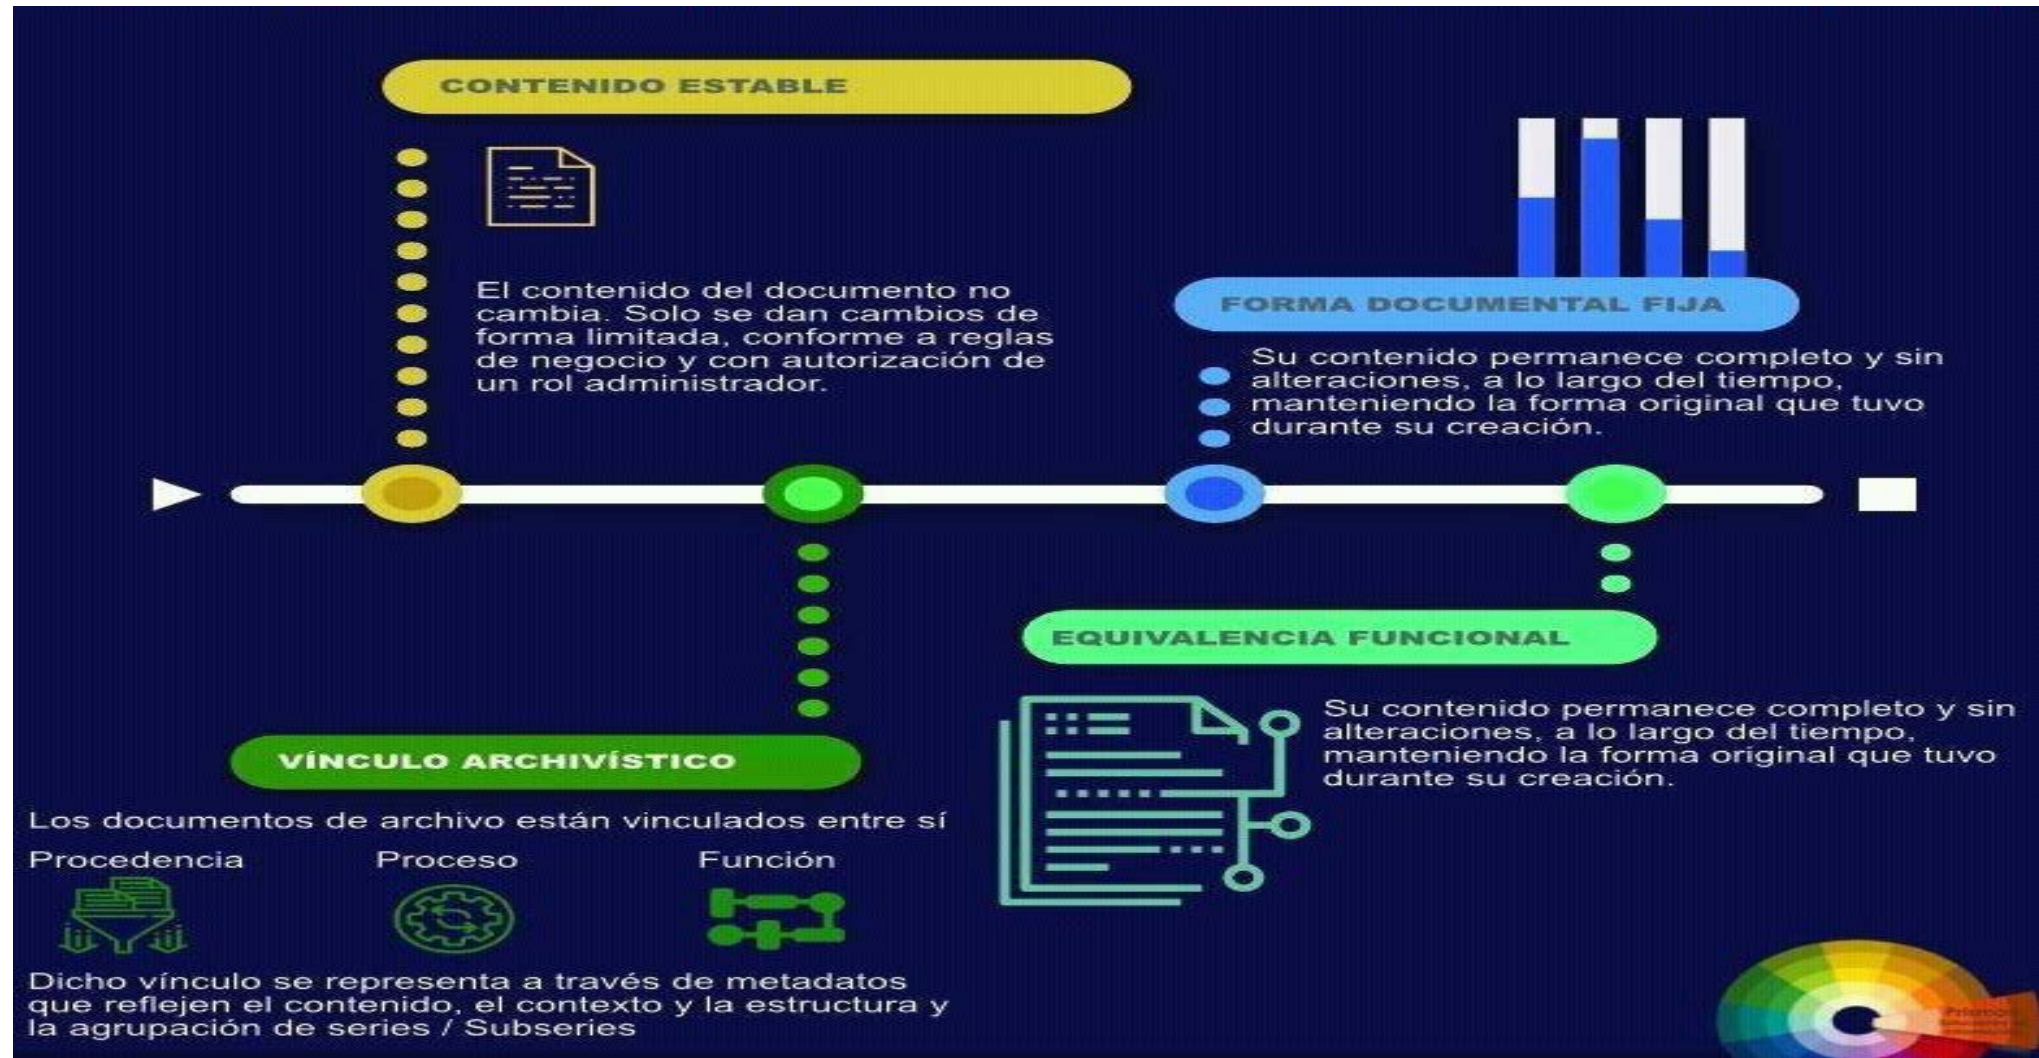 CONTENIDO ESTABLE
El contenido del documento no
cambia. Solo se dan cambios de
forma limitada, conforme a reglas
de negocio y con autorización de
un rol administrador.
FORMA DOCUMENTAL FIJA
Su contenido permanece completo y sin
alteraciones, a lo largo del tiempo,
manteniendo la forma original que tuvo
durante su creación.
VÍNCULO ARCHIVÍSTICO
Los documentos de archivo están vinculados entre sí
Procedencia
Proceso
Función
Dicho vínculo se representa a través de metadatos
que reflejen el contenido, el contexto y la estructura y
la agrupación de series / Subseries
EQUIVALENCIA FUNCIONAL
Su contenido permanece completo y sin
alteraciones, a lo largo del tiempo,
manteniendo la forma original que tuvo
durante su creación.